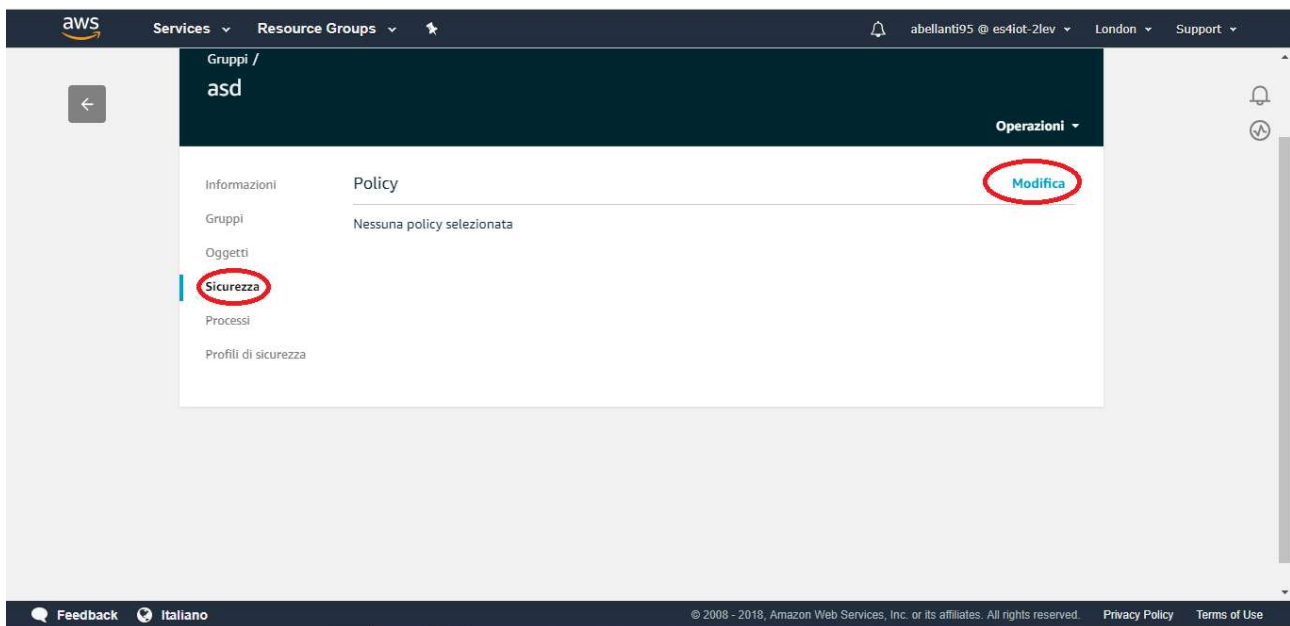 aws Services Resource Groups abellanti95 @ es4iot-2lev London Support
Gruppi /
asd
Operazioni
Informazioni
Gruppi
Oggetti
Sicurezza
Processi
Profili di sicurezza
Policy Modifica
Nessuna policy selezionata
Feedback Italiano © 2008 - 2018, Amazon Web Services, Inc. or its affiliates. All rights reserved. Privacy Policy Terms of Use